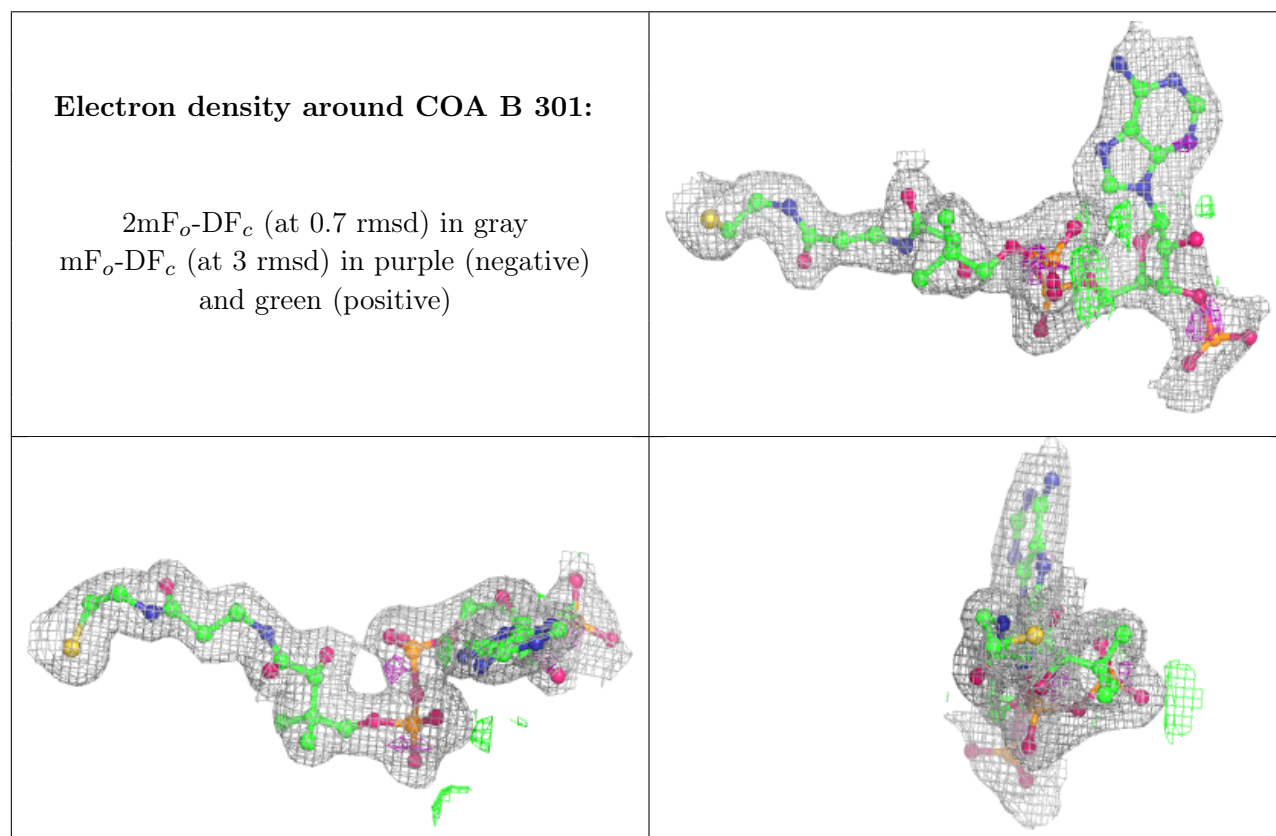 Electron density around COA B 301:
2mFₒ-DF𝒸 (at 0.7 rmsd) in gray
mFₒ-DF𝒸 (at 3 rmsd) in purple (negative)
and green (positive)